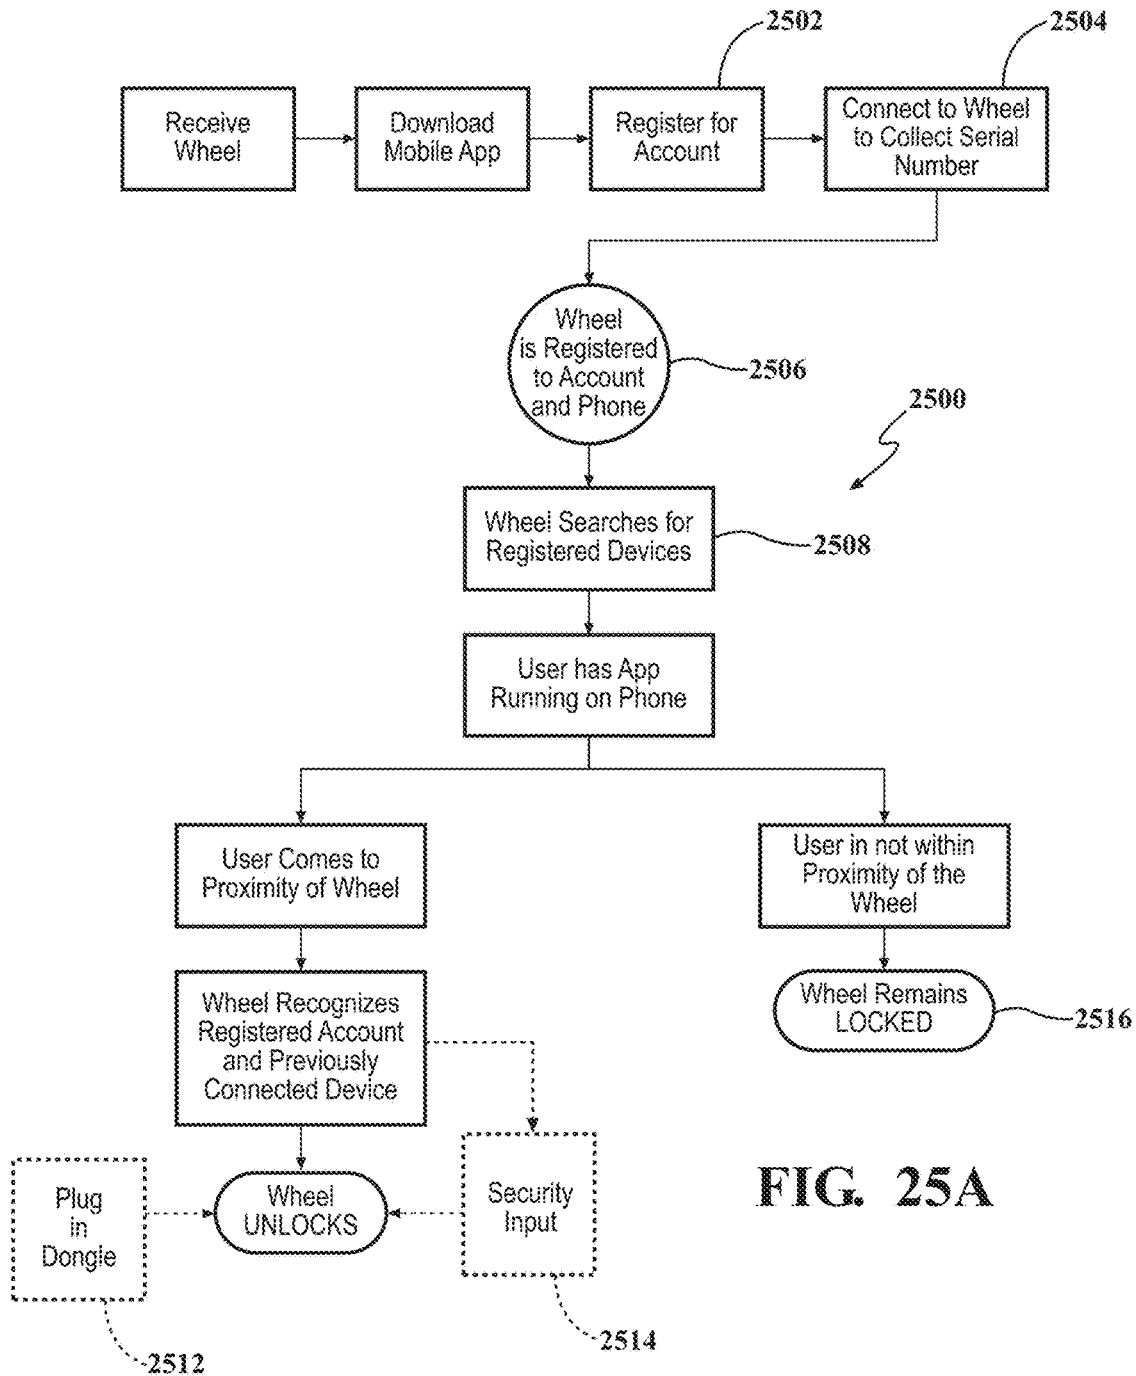 2502
2504
Receive
Wheel
Download
Mobile App
Register for
Account
Connect to Wheel
to Collect Serial
Number
Wheel
is Registered
to Account
and Phone
2506
2500
Wheel Searches for
Registered Devices
2508
User has App
Running on Phone
User Comes to
Proximity of Wheel
User in not within
Proximity of the
Wheel
Wheel Recognizes
Registered Account
and Previously
Connected Device
Wheel Remains
LOCKED
2516
Plug
in
Dongle
Wheel
UNLOCKS
Security
Input
FIG. 25A
2512
2514